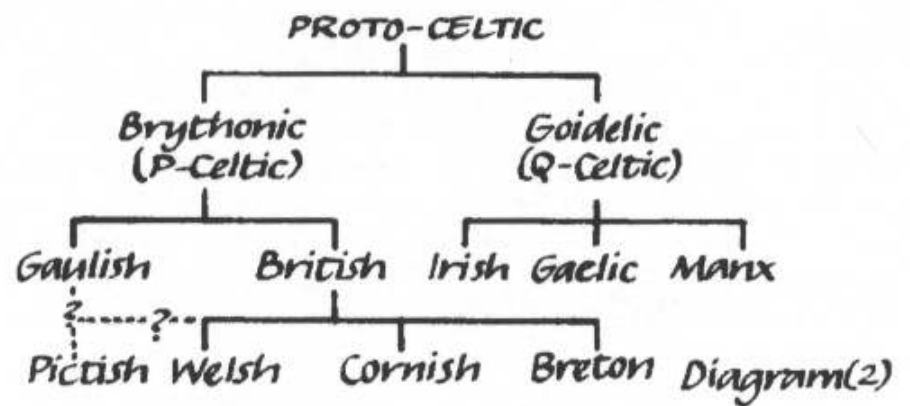 PROTO-CELTIC
Brythonic
(P-Celtic)
Goidelic
(Q-Celtic)
Gaulish British Irish Gaelic Manx
?
?
Pictish Welsh Cornish Breton Diagram(2)